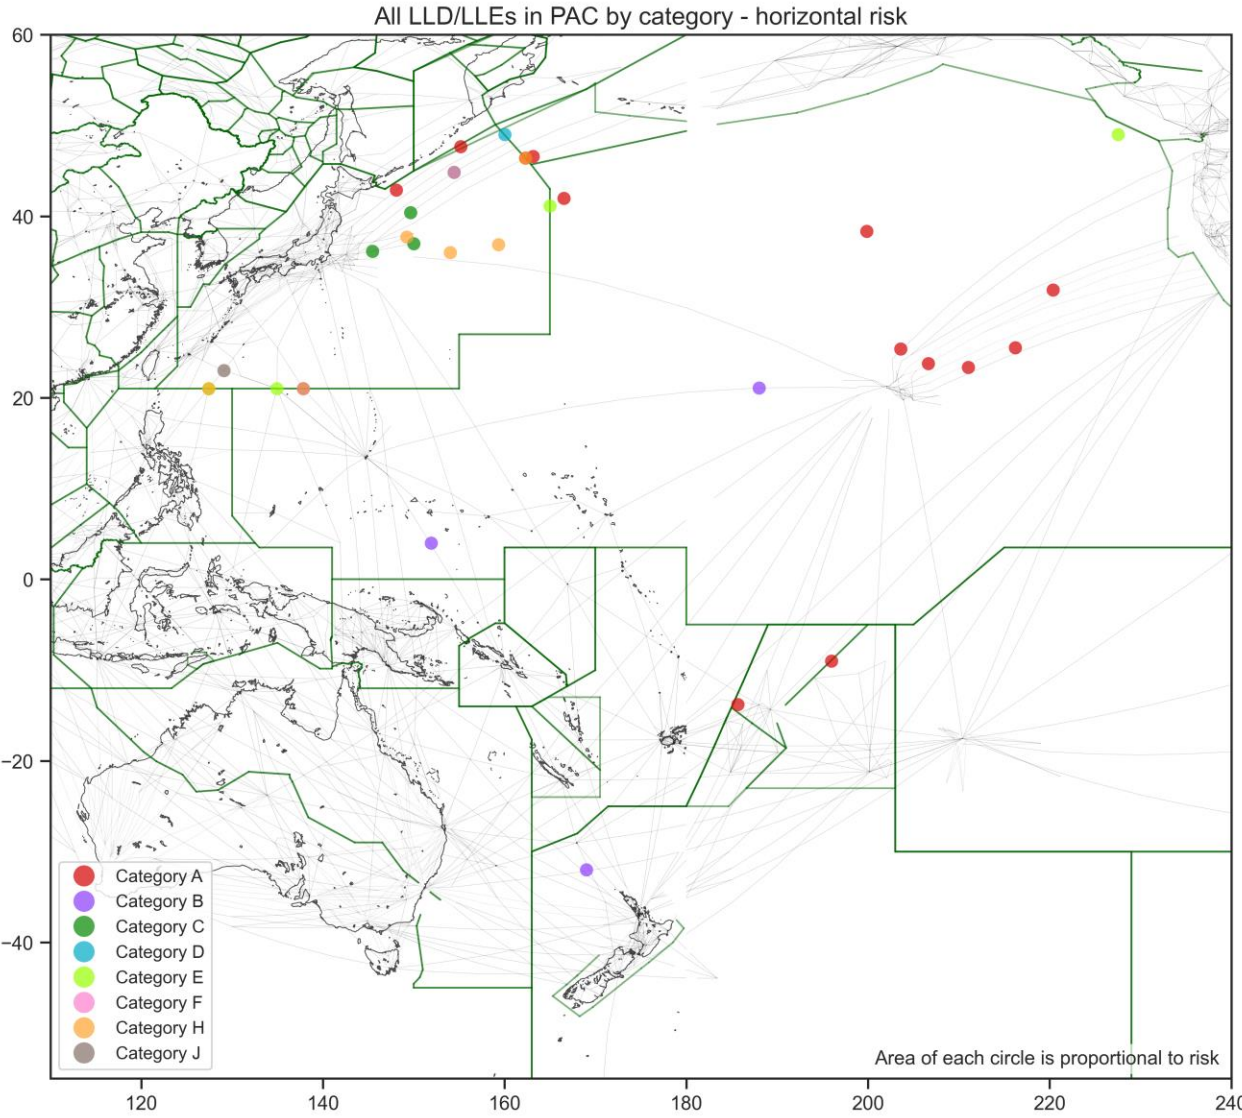 All LLD/LLEs in PAC by category - horizontal risk
60
40
20
0
−20
−40
Category A
Category B
Category C
Category D
Category E
Category F
Category H
Category J
Area of each circle is proportional to risk
120
140
160
180
200
220
240